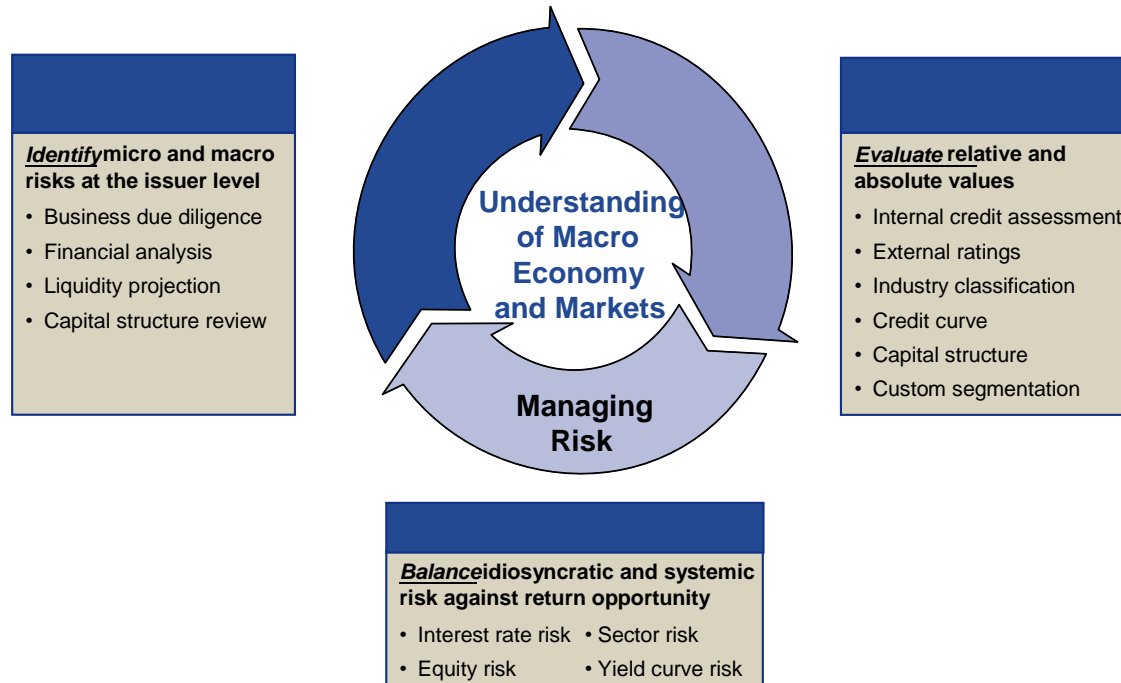 Identifymicro and macro
risks at the issuer level
• Business due diligence
• Financial analysis
• Liquidity projection
• Capital structure review
Understanding
of Macro
Economy
and Markets
Managing
Risk
Evaluate relative and
absolute values
• Internal credit assessment
• External ratings
• Industry classification
• Credit curve
• Capital structure
• Custom segmentation
Balanceidiosyncratic and systemic
risk against return opportunity
• Interest rate risk • Sector risk
• Equity risk • Yield curve risk